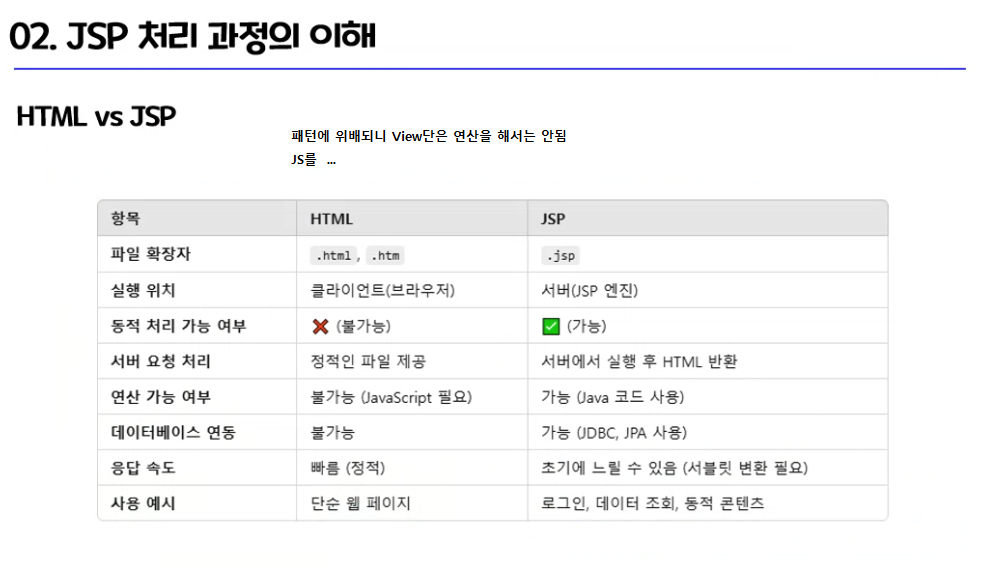 02. JSP 처리 과정의 이해
HTML vs JSP
패턴에 위배되니 View단은 연산을 해서는 안됨
JS를 ...
항목 HTML JSP
파일 확장자 .html, .htm .jsp
실행 위치 클라이언트(브라우저) 서버(JSP 엔진)
동적 처리 가능 여부 ❌ (불가능) ✅ (가능)
서버 요청 처리 정적인 파일 제공 서버에서 실행 후 HTML 반환
연산 가능 여부 불가능 (JavaScript 필요) 가능 (Java 코드 사용)
데이터베이스 연동 불가능 가능 (JDBC, JPA 사용)
응답 속도 빠름 (정적) 초기에 느릴 수 있음 (서블릿 변환 필요)
사용 예시 단순 웹 페이지 로그인, 데이터 조회, 동적 콘텐츠